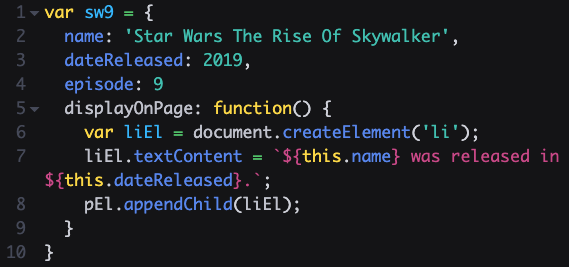 1 var sw9 = {
2   name: 'Star Wars The Rise Of Skywalker',
3   dateReleased: 2019,
4   episode: 9
5   displayOnPage: function() {
6     var liEl = document.createElement('li');
7     liEl.textContent = `${this.name} was released in
${this.dateReleased}.`;
8     pEl.appendChild(liEl);
9   }
10 }